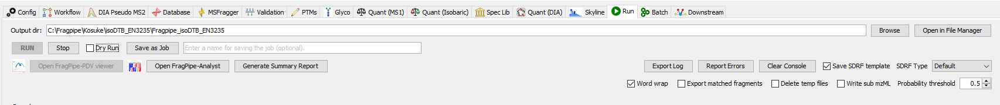 Config Workflow DIA Pseudo MS2 Database MSFragger Validation PTMs Glyco Quant (MS1) Quant (Isobaric) Spec Lib Quant (DIA) Skyline Run Batch Downstream
Output dir: C:\Fragpipe\Kosuke\isoDTB_EN3235\Fragpipe_isoDTB_EN3235 Browse Open in File Manager
RUN Stop Dry Run Save as Job Enter a name for saving the job (optional).
Open FragPipe-PDV viewer Open FragPipe-Analyst Generate Summary Report Export Log Report Errors Clear Console Save SDRF template SDRF Type Default
Word wrap Export matched fragments Delete temp files Write sub mzML Probability threshold 0.5